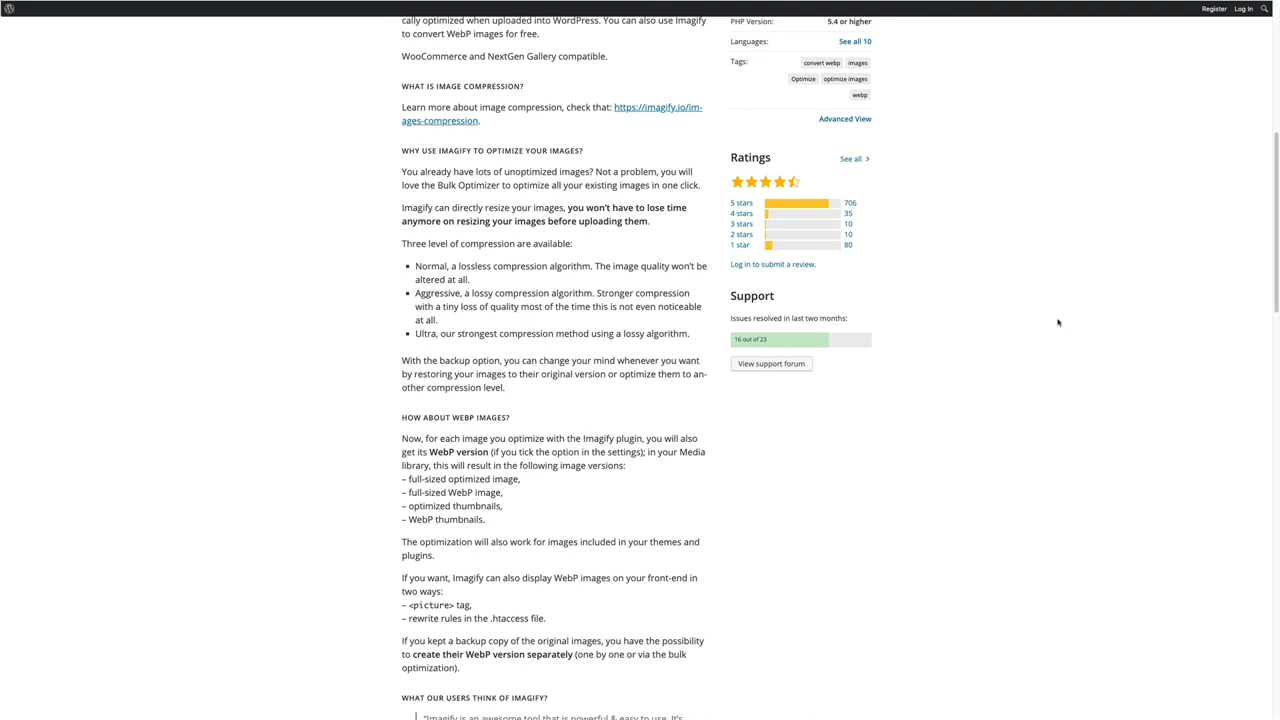 Register Log In
cally optimized when uploaded into WordPress. You can also use Imagify
to convert WebP images for free.
WooCommerce and NextGen Gallery compatible.
WHAT IS IMAGE COMPRESSION?
Learn more about image compression, check that: https://imagify.io/im-
ages-compression.
WHY USE IMAGIFY TO OPTIMIZE YOUR IMAGES?
You already have lots of unoptimized images? Not a problem, you will
love the Bulk Optimizer to optimize all your existing images in one click.
Imagify can directly resize your images, you won't have to lose time
anymore on resizing your images before uploading them.
Three level of compression are available:
Normal, a lossless compression algorithm. The image quality won't be
altered at all.
Aggressive, a lossy compression algorithm. Stronger compression
with a tiny loss of quality most of the time this is not even noticeable
at all.
Ultra, our strongest compression method using a lossy algorithm.
With the backup option, you can change your mind whenever you want
by restoring your images to their original version or optimize them to an-
other compression level.
HOW ABOUT WEBP IMAGES?
Now, for each image you optimize with the Imagify plugin, you will also
get its WebP version (if you tick the option in the settings); in your Media
library, this will result in the following image versions:
– full-sized optimized image,
– full-sized WebP image,
– optimized thumbnails,
– WebP thumbnails.
The optimization will also work for images included in your themes and
plugins.
If you want, Imagify can also display WebP images on your front-end in
two ways:
– <picture> tag,
– rewrite rules in the .htaccess file.
If you kept a backup copy of the original images, you have the possibility
to create their WebP version separately (one by one or via the bulk
optimization).
WHAT OUR USERS THINK OF IMAGIFY?
"Imagify is an awesome tool that is powerful & easy to use. It's
PHP Version: 5.4 or higher
Languages: See all 10
Tags: convert webp images
Optimize optimize images
webp
Advanced View
Ratings See all
5 stars 706
4 stars 35
3 stars 10
2 stars 10
1 star 80
Log in to submit a review.
Support
Issues resolved in last two months:
16 out of 23
View support forum